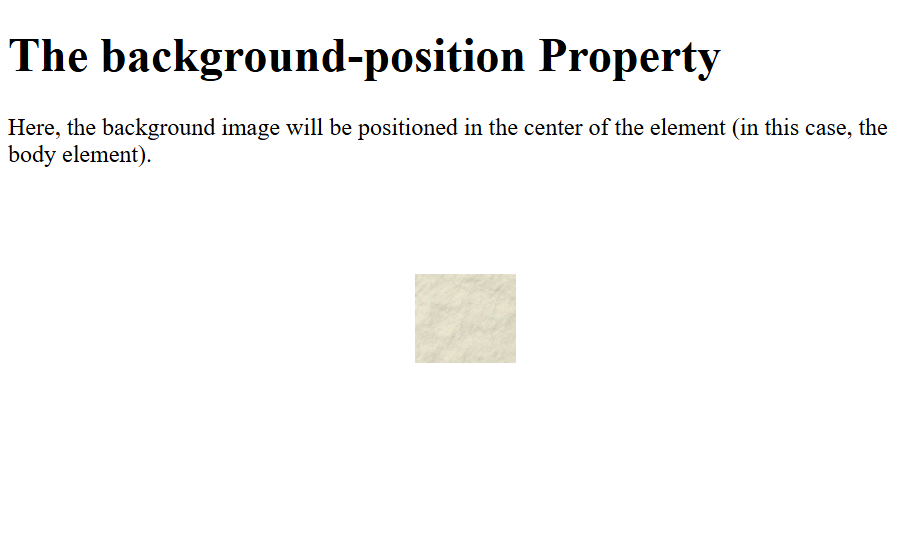 The background-position Property
Here, the background image will be positioned in the center of the element (in this case, the
body element).